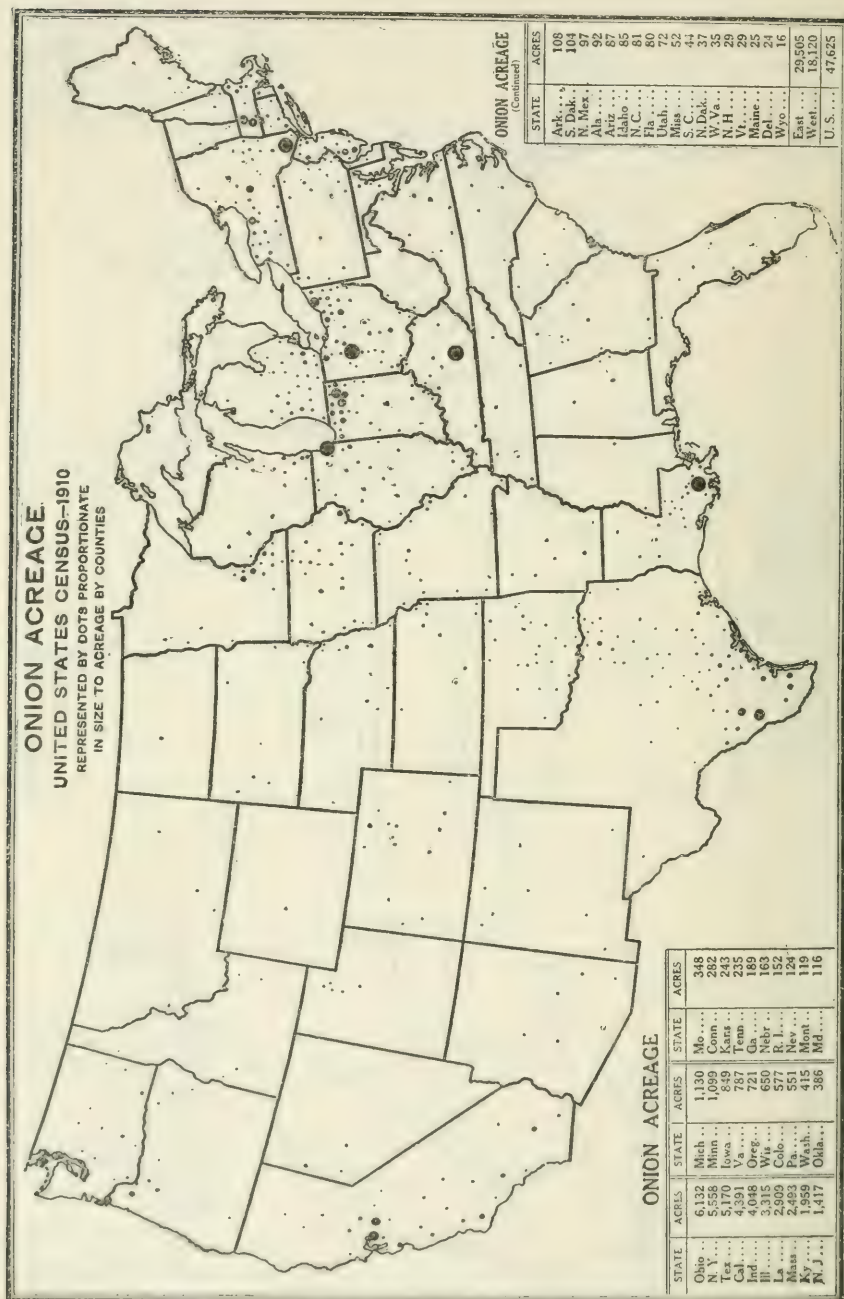 ONION ACREAGE
UNITED STATES CENSUS—1910
REPRESENTED BY DOTS PROPORTIONATE
IN SIZE TO ACREAGE BY COUNTIES
ONION ACREAGE
STATE ACRES STATE ACRES STATE ACRES
Ohio .. 6,132 Mich .. 1,130 Mo ..... 348
N. Y ... 5,558 Minn .. 1,099 Conn .. 282
Tex .... 5,170 Iowa ... 849 Kans .. 243
Cal ..... 4,391 Va ..... 787 Tenn .. 235
Ind ..... 4,048 Oreg... 721 Ga ..... 189
Ill ...... 3,315 Wis .... 650 Nebr .. 163
La ..... 2,909 Colo... 577 R. I.... 152
Mass .. 2,493 Pa..... 551 Nev ... 124
Ky ..... 1,959 Wash.. 415 Mont .. 119
N. J.... 1,417 Okla... 386 Md .... 116
ONION ACREAGE
(Continued)
STATE ACRES
Ark.... 108
S. Dak.. 104
N. Mex. 97
Ala .... 92
Ariz ... 87
Idaho .. 85
N. C.... 81
Fla .... 80
Utah... 72
Miss ... 52
S. C.... 44
N. Dak. 37
W. Va.. 35
N. H ... 29
Vt ..... 29
Maine.. 25
Del .... 24
Wyo ... 16
East ... 29,505
West... 18,120
U. S... 47,625